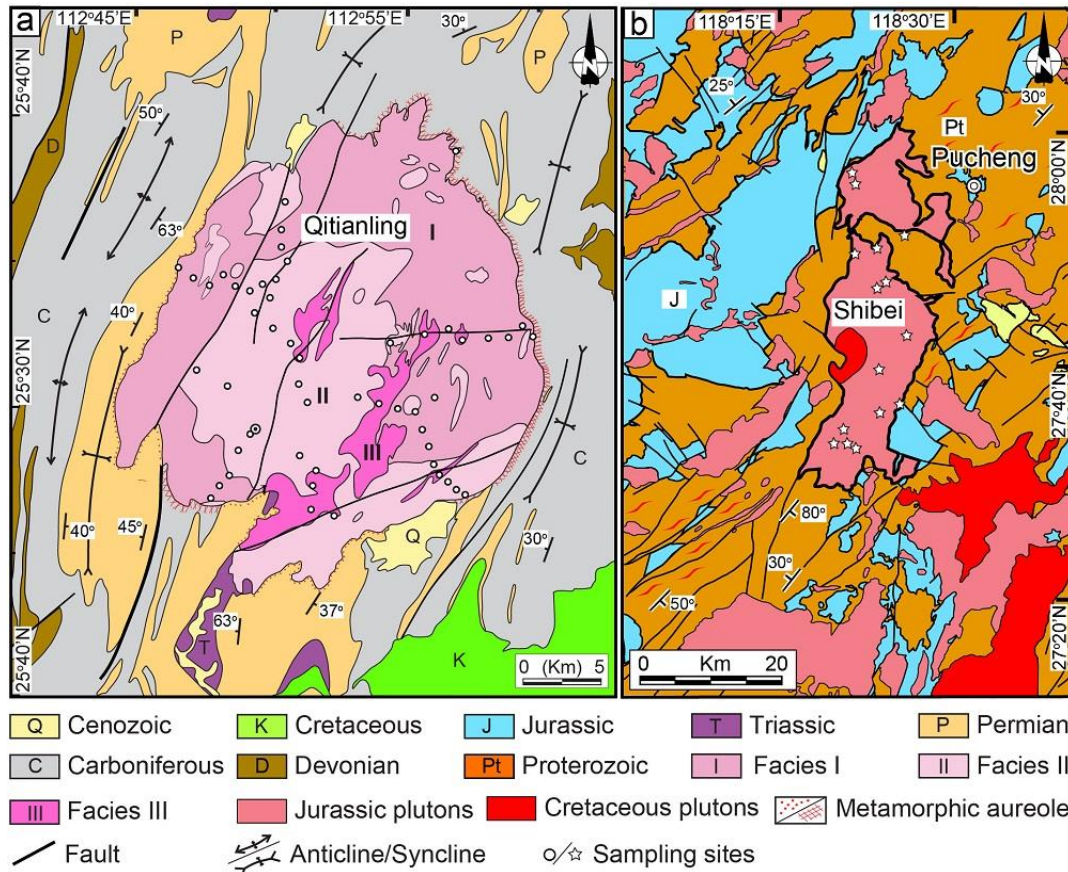 a
112°45'E
112°55'E
30°
N
25°40'N
P
P
50°
D
63°
Qitianling
I
40°
C
25°30'N
II
III
C
40°
45°
Q
30°
63°
37°
T
K
25°40'N
0 (Km) 5
b
118°15'E
118°30'E
N
25°
30°
Pt
Pucheng
28°00'N
J
Shibei
27°40'N
80°
30°
50°
27°20'N
Km
0 20
Q Cenozoic K Cretaceous J Jurassic T Triassic P Permian
C Carboniferous D Devonian Pt Proterozoic I Facies I II Facies II
III Facies III Jurassic plutons Cretaceous plutons Metamorphic aureole
Fault Anticline/Syncline Sampling sites